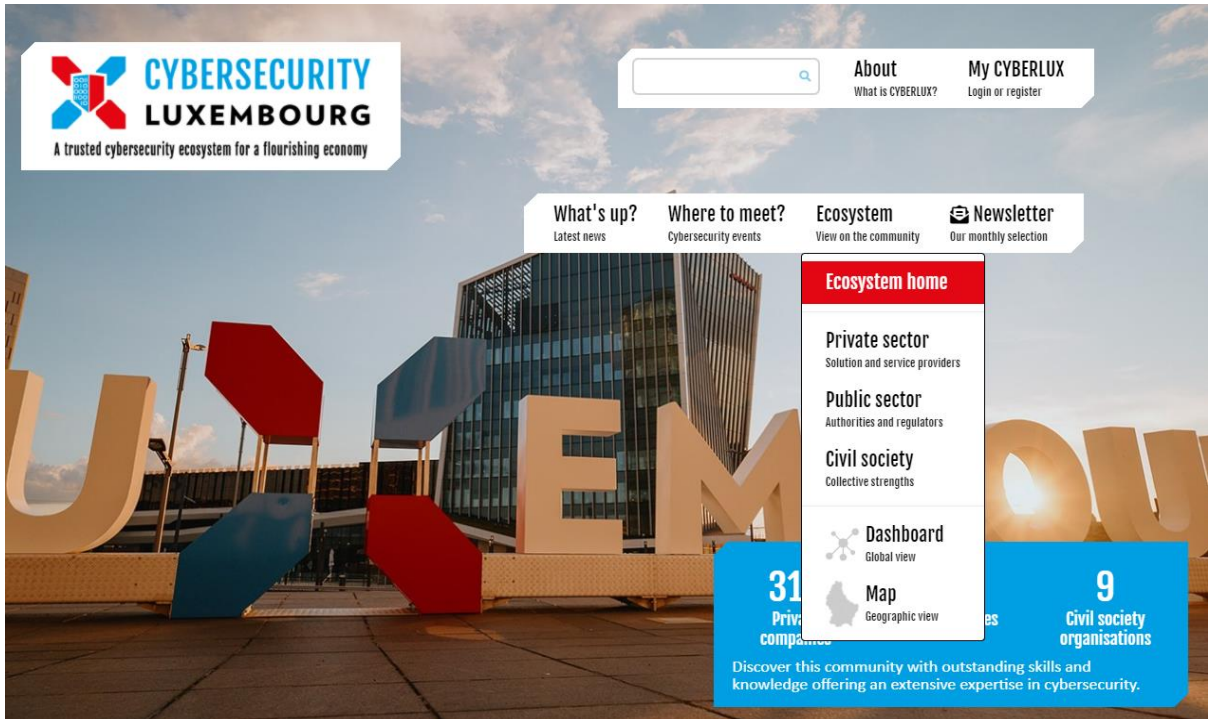 CYBERSECURITY
LUXEMBOURG
A trusted cybersecurity ecosystem for a flourishing economy
About
What is CYBERLUX?
My CYBERLUX
Login or register
What's up?
Latest news
Where to meet?
Cybersecurity events
Ecosystem
View on the community
Newsletter
Our monthly selection
Ecosystem home
Private sector
Solution and service providers
Public sector
Authorities and regulators
Civil society
Collective strengths
Dashboard
Global view
Map
Geographic view
U EMOU
9
Civil society
organisations
Discover this community with outstanding skills and
knowledge offering an extensive expertise in cybersecurity.